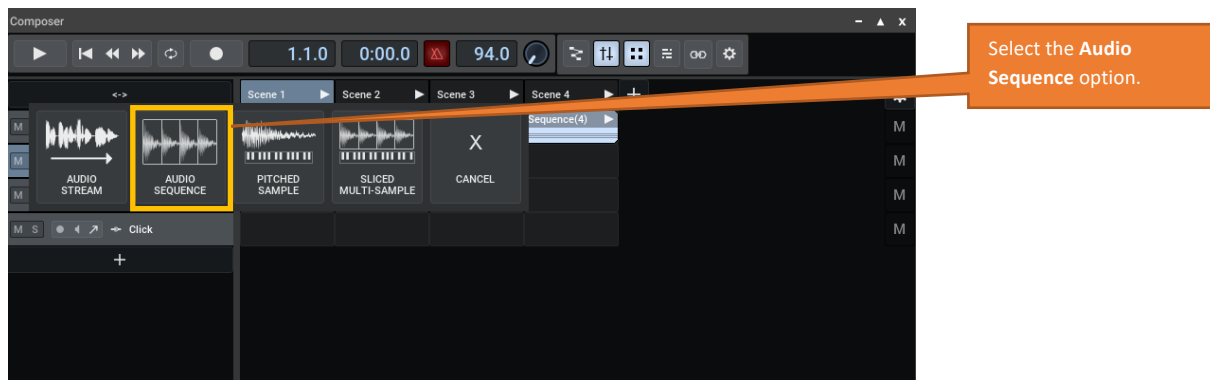 Composer
1.1.0 0:00.0 94.0
Select the Audio
Sequence option.
<->
Scene 1 Scene 2 Scene 3 Scene 4 +
M Sequence(4) M
X
M M
AUDIO STREAM
AUDIO SEQUENCE
PITCHED SAMPLE
SLICED MULTI-SAMPLE
CANCEL
M M
M S Click M
+